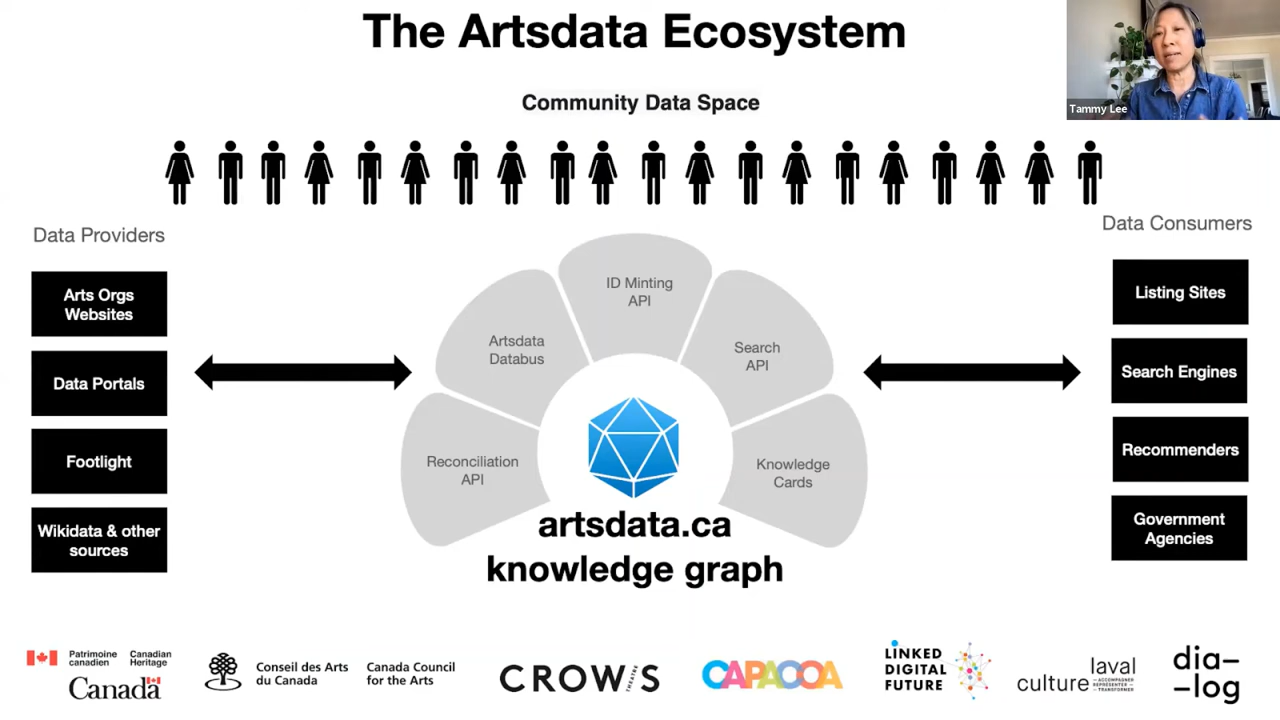 The Artsdata Ecosystem
Tammy Lee
Community Data Space
Data Providers
Arts Orgs
Websites
Data Portals
Footlight
Wikidata & other
sources
Reconciliation
API
Artsdata
Databus
ID Minting
API
Search
API
Knowledge
Cards
artsdata.ca
knowledge graph
Data Consumers
Listing Sites
Search Engines
Recommenders
Government
Agencies
Patrimoine
canadien
Canadian
Heritage
Canada
Conseil des Arts
du Canada
Canada Council
for the Arts
CROW'S
THEATRE
CAPACOA
LINKED
DIGITAL
FUTURE
culture
laval
ACCOMPAGNER
REPRÉSENTER
TRANSFORMER
dia—
—log